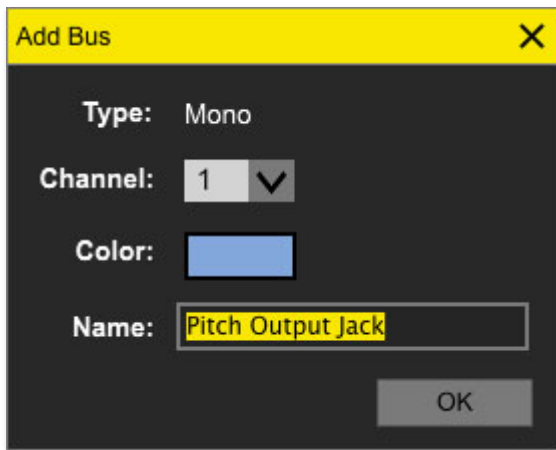 Add Bus
Type: Mono
Channel: 1
Color:
Name: Pitch Output Jack
OK